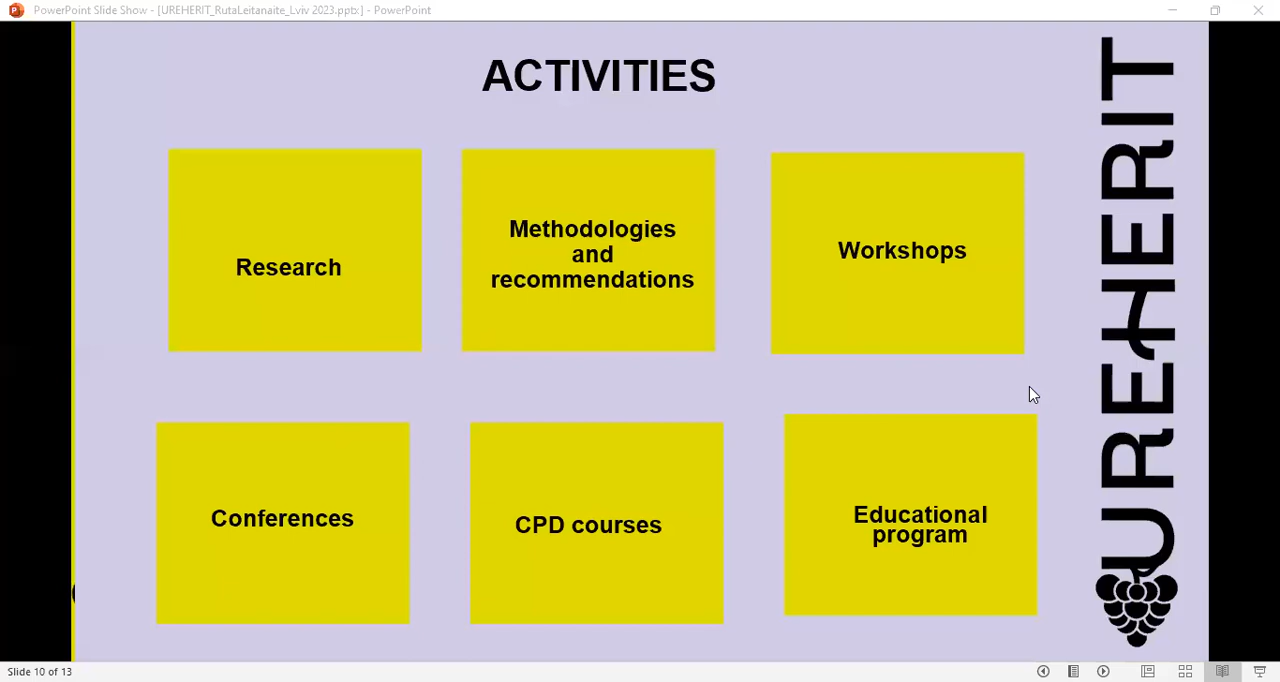 PowerPoint Slide Show - [UREHERIT_RutaLeitanaite_Lviv 2023.pptx] - PowerPoint
ACTIVITIES
Research
Methodologies
and
recommendations
Workshops
Conferences
CPD courses
Educational
program
UREHERIT
Slide 10 of 13